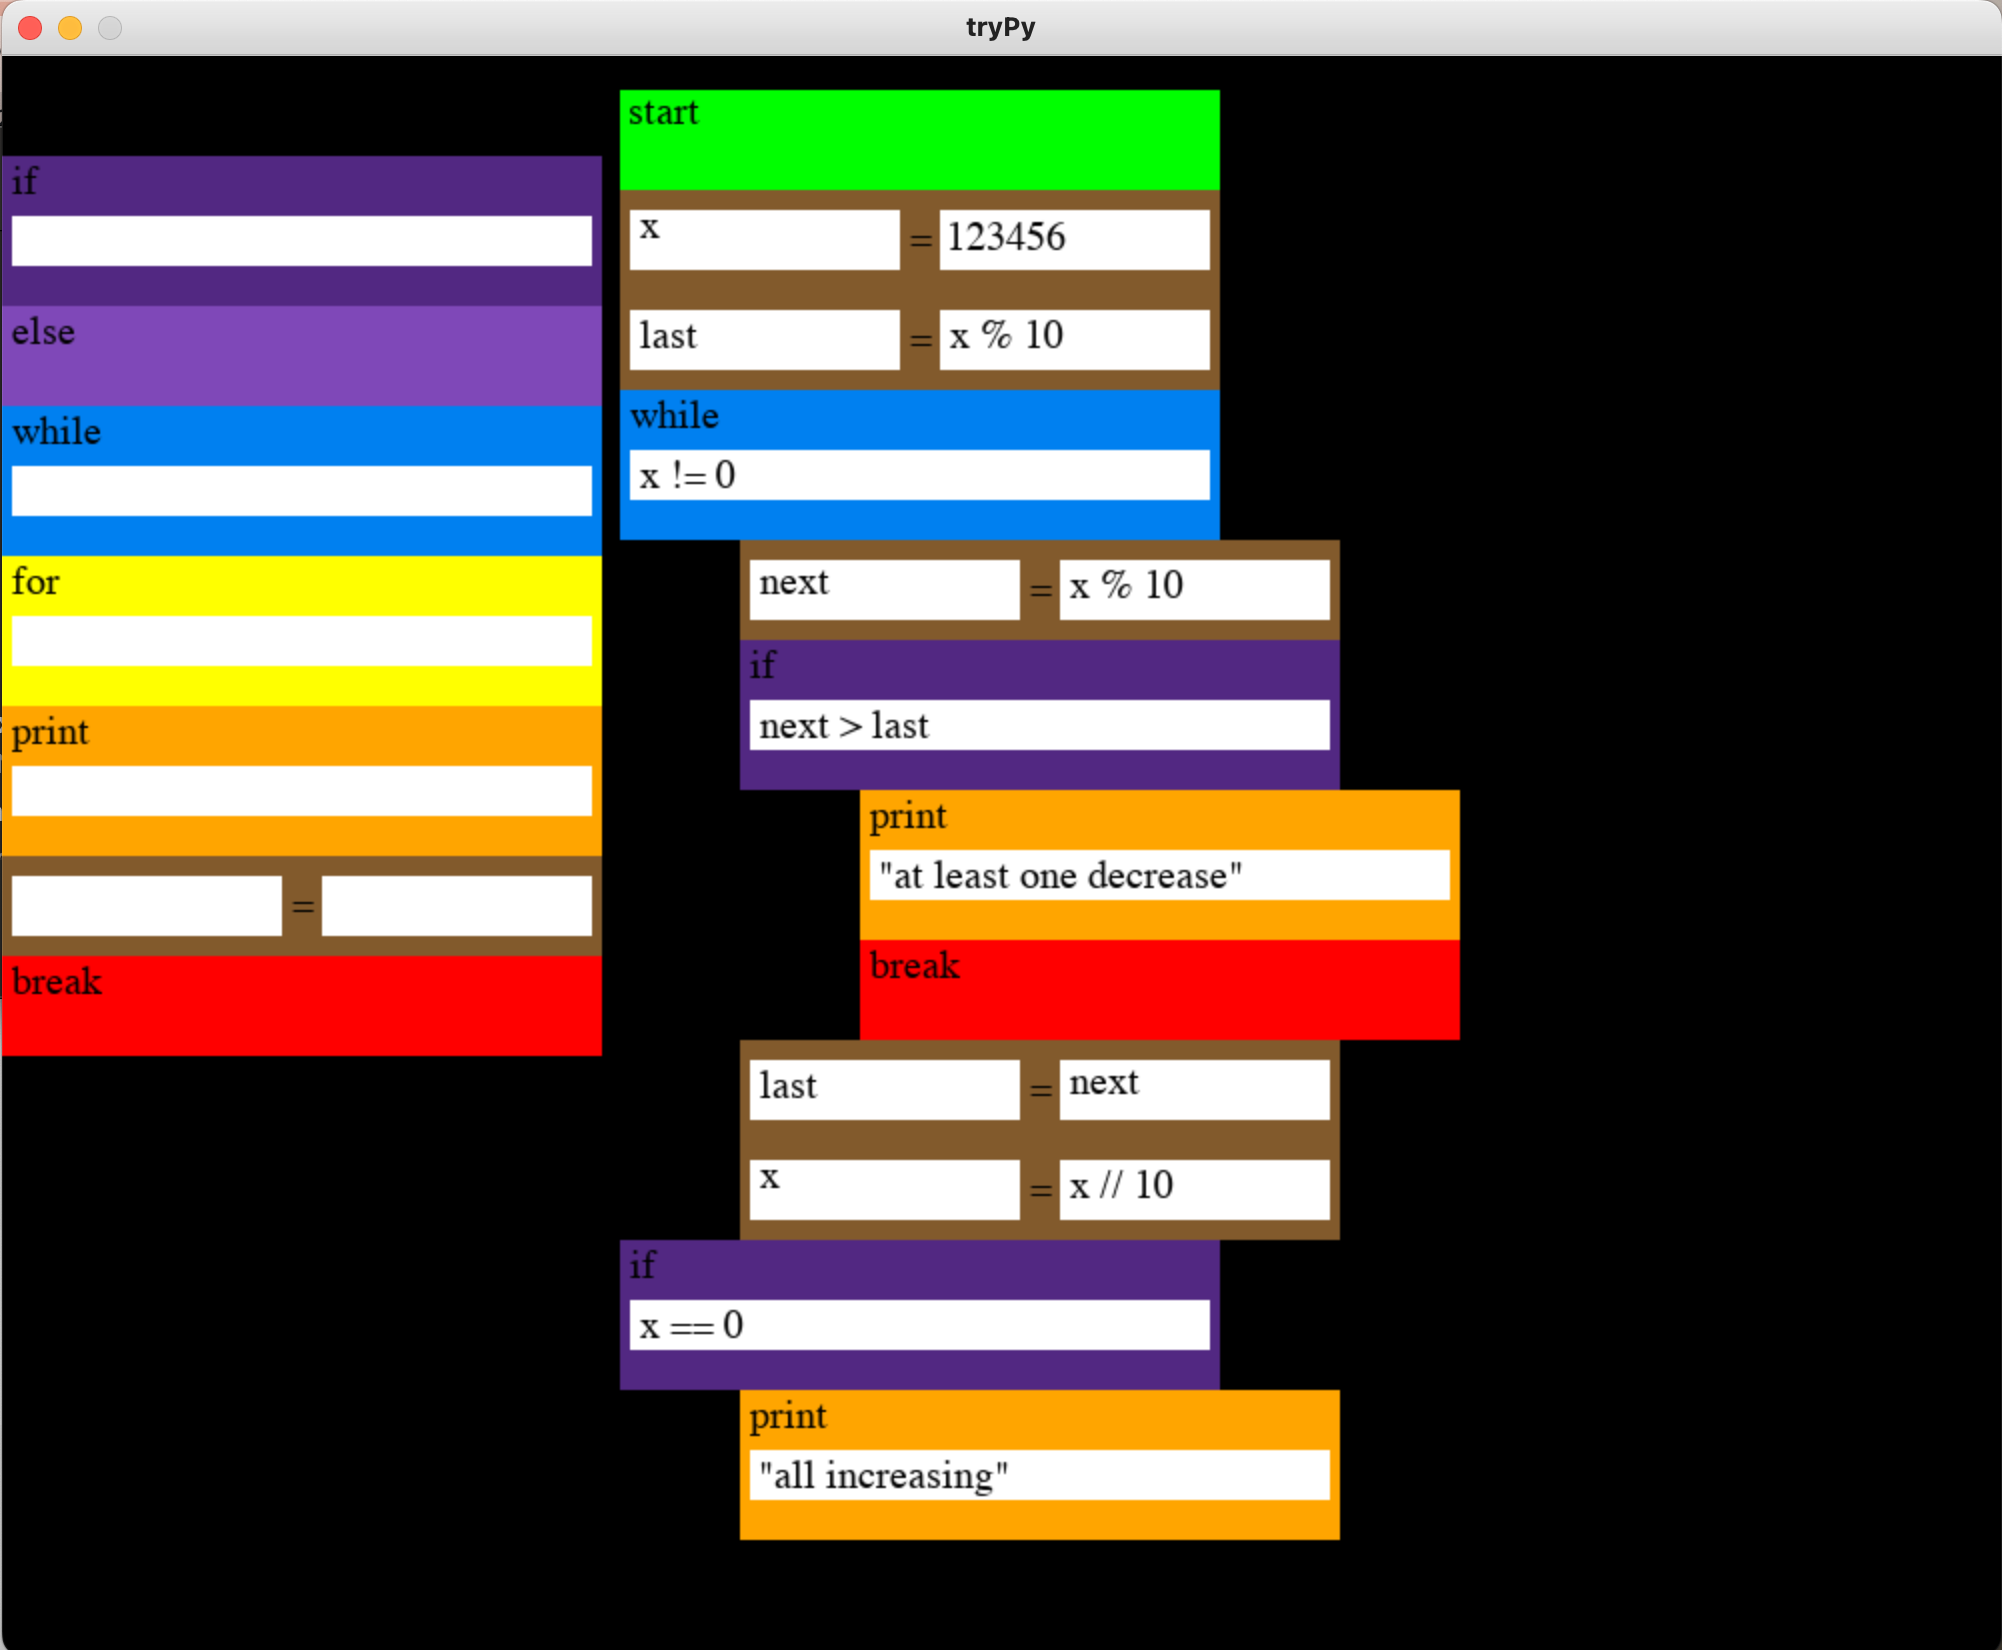 tryPy
if
else
while
for
print
=
break
start
x = 123456
last = x % 10
while
x != 0
next = x % 10
if
next > last
print
"at least one decrease"
break
last = next
x = x // 10
if
x == 0
print
"all increasing"